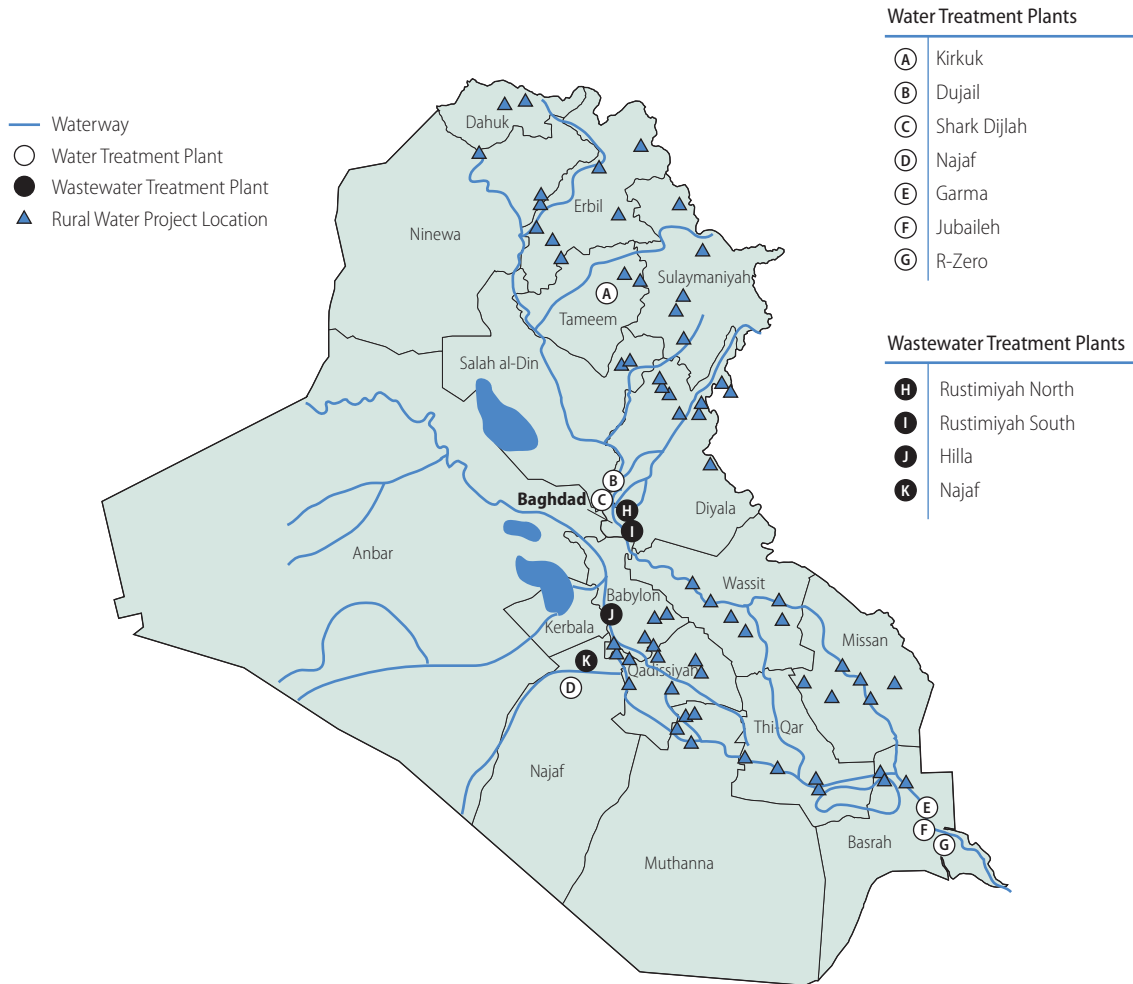 Water Treatment Plants
A Kirkuk
B Dujail
C Shark Dijlah
D Najaf
E Garma
F Jubaileh
G R-Zero
Wastewater Treatment Plants
H Rustimiyah North
I Rustimiyah South
J Hilla
K Najaf
Waterway
Water Treatment Plant
Wastewater Treatment Plant
Rural Water Project Location
Dahuk
Ninewa
Erbil
Sulaymaniyah
A
Tameem
Salah al-Din
B
C
Baghdad
H
I
Diyala
Anbar
Wassit
Babylon
J
Kerbala
Missan
K
Qadissiyah
D
Thi-Qar
Najaf
E
F
G
Basrah
Muthanna